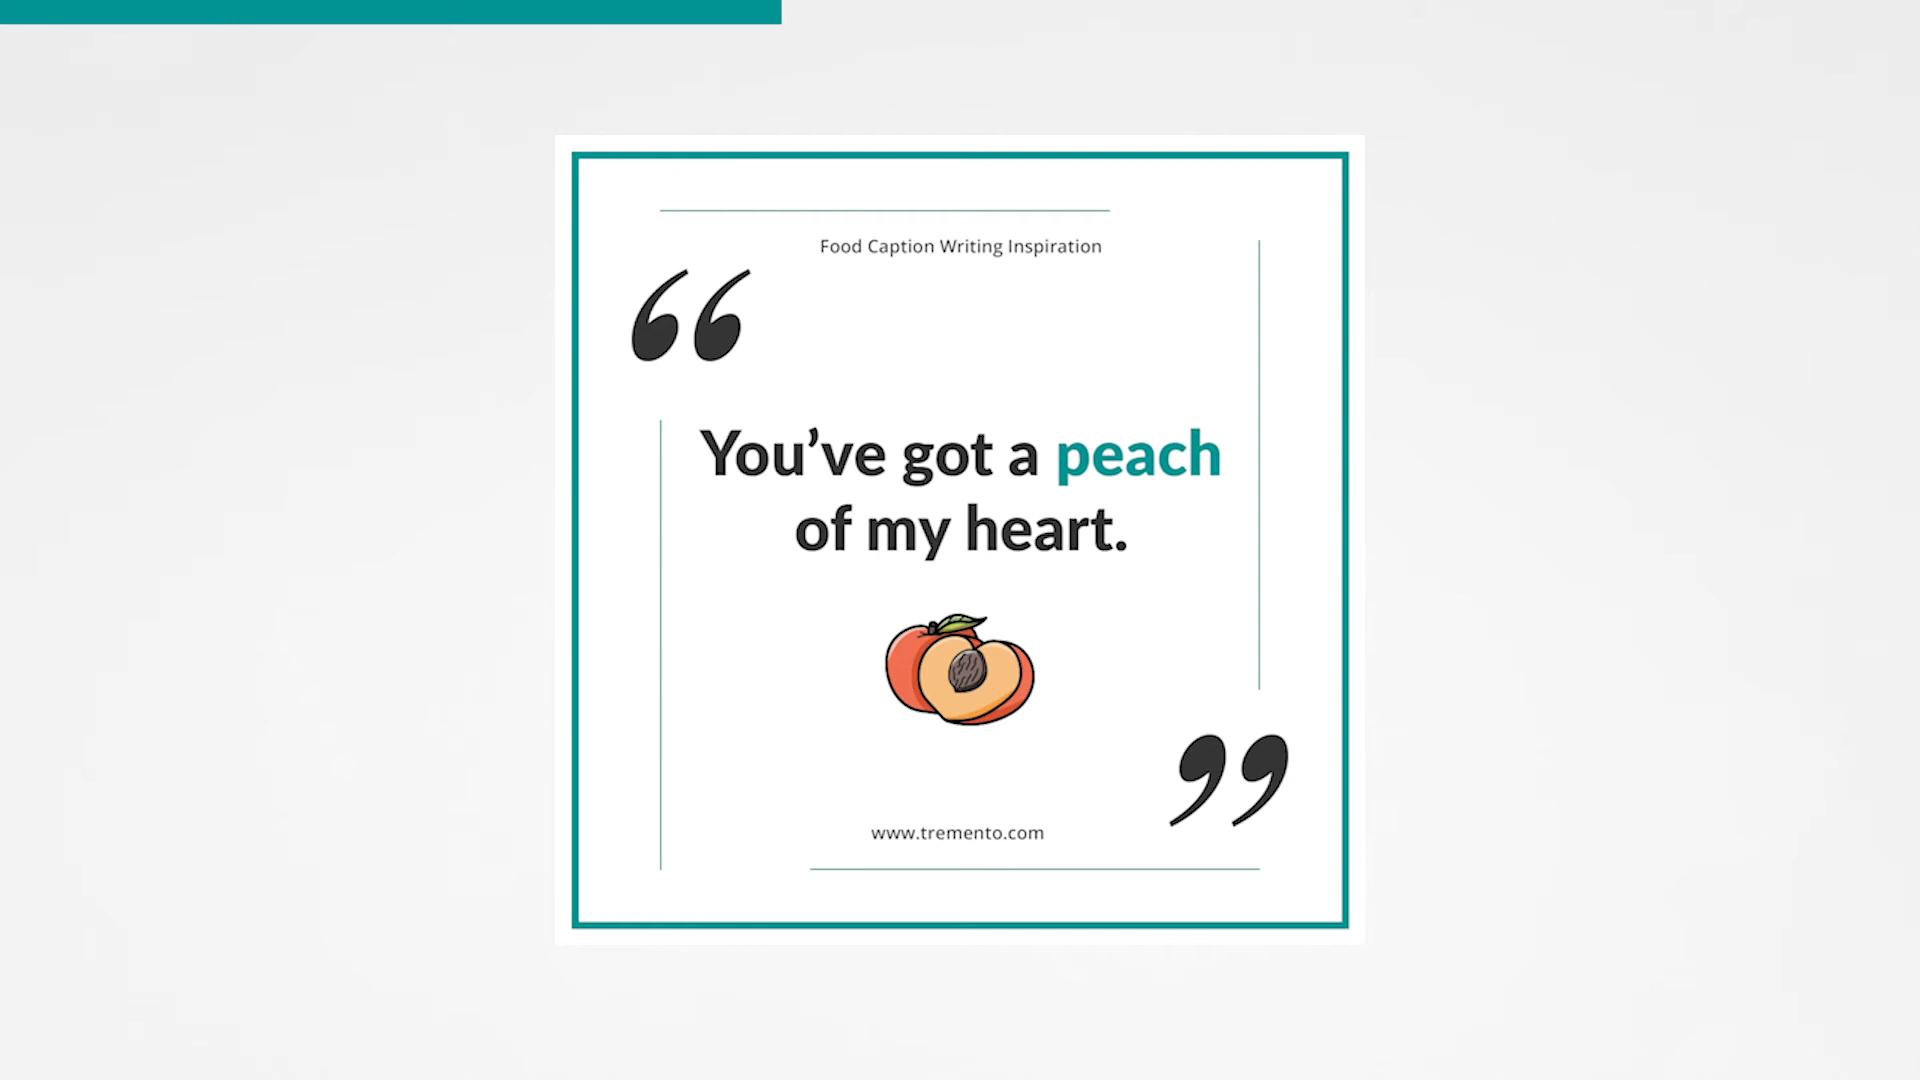 Food Caption Writing Inspiration
“
You’ve got a peach
of my heart.
”
www.tremento.com